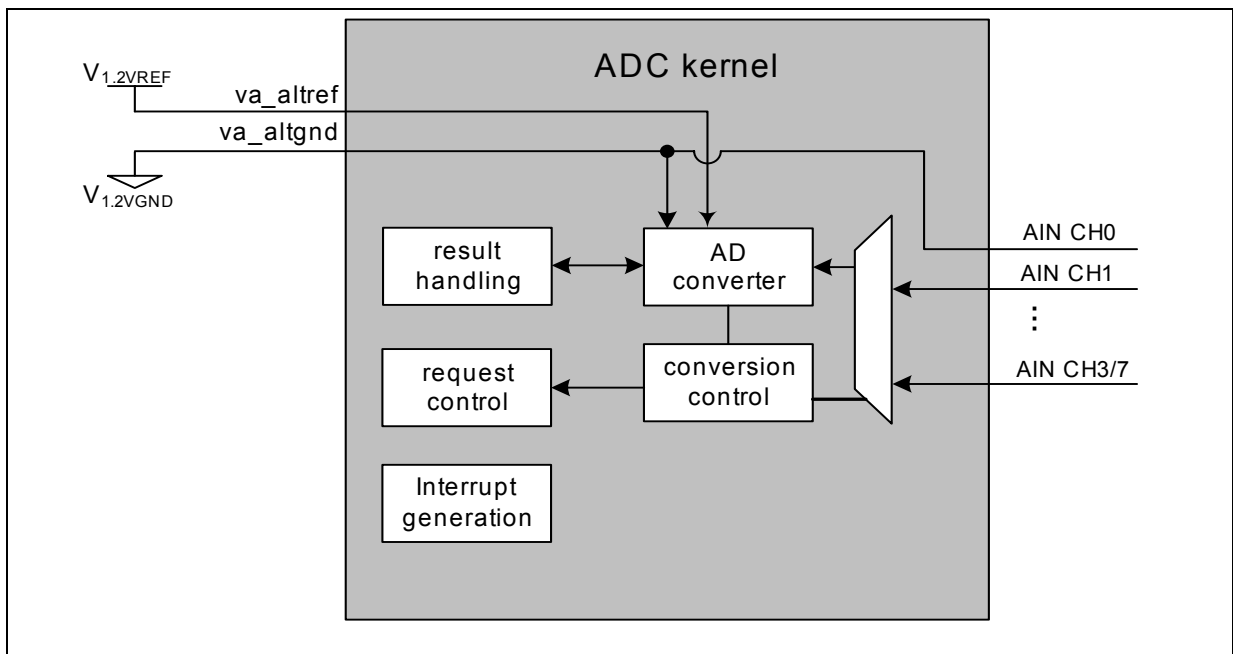 ADC kernel
V1.2VREF
va_altref
va_altgnd
V1.2VGND
result
handling
AD
converter
AIN CH0
AIN CH1
⋮
AIN CH3/7
request
control
conversion
control
Interrupt
generation